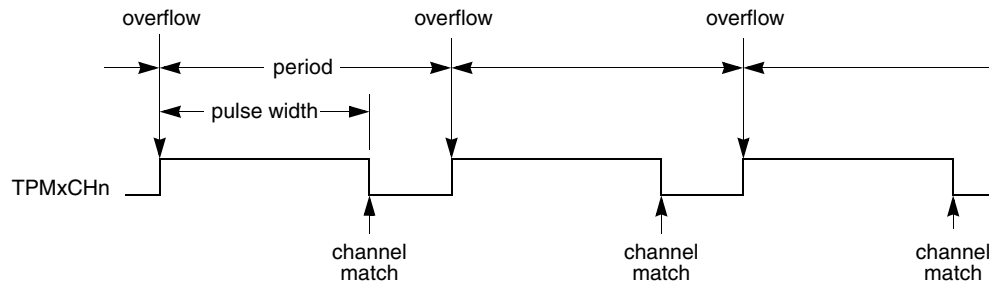 overflow overflow overflow
period
pulse width
TPMxCHn
channel match
channel match
channel match